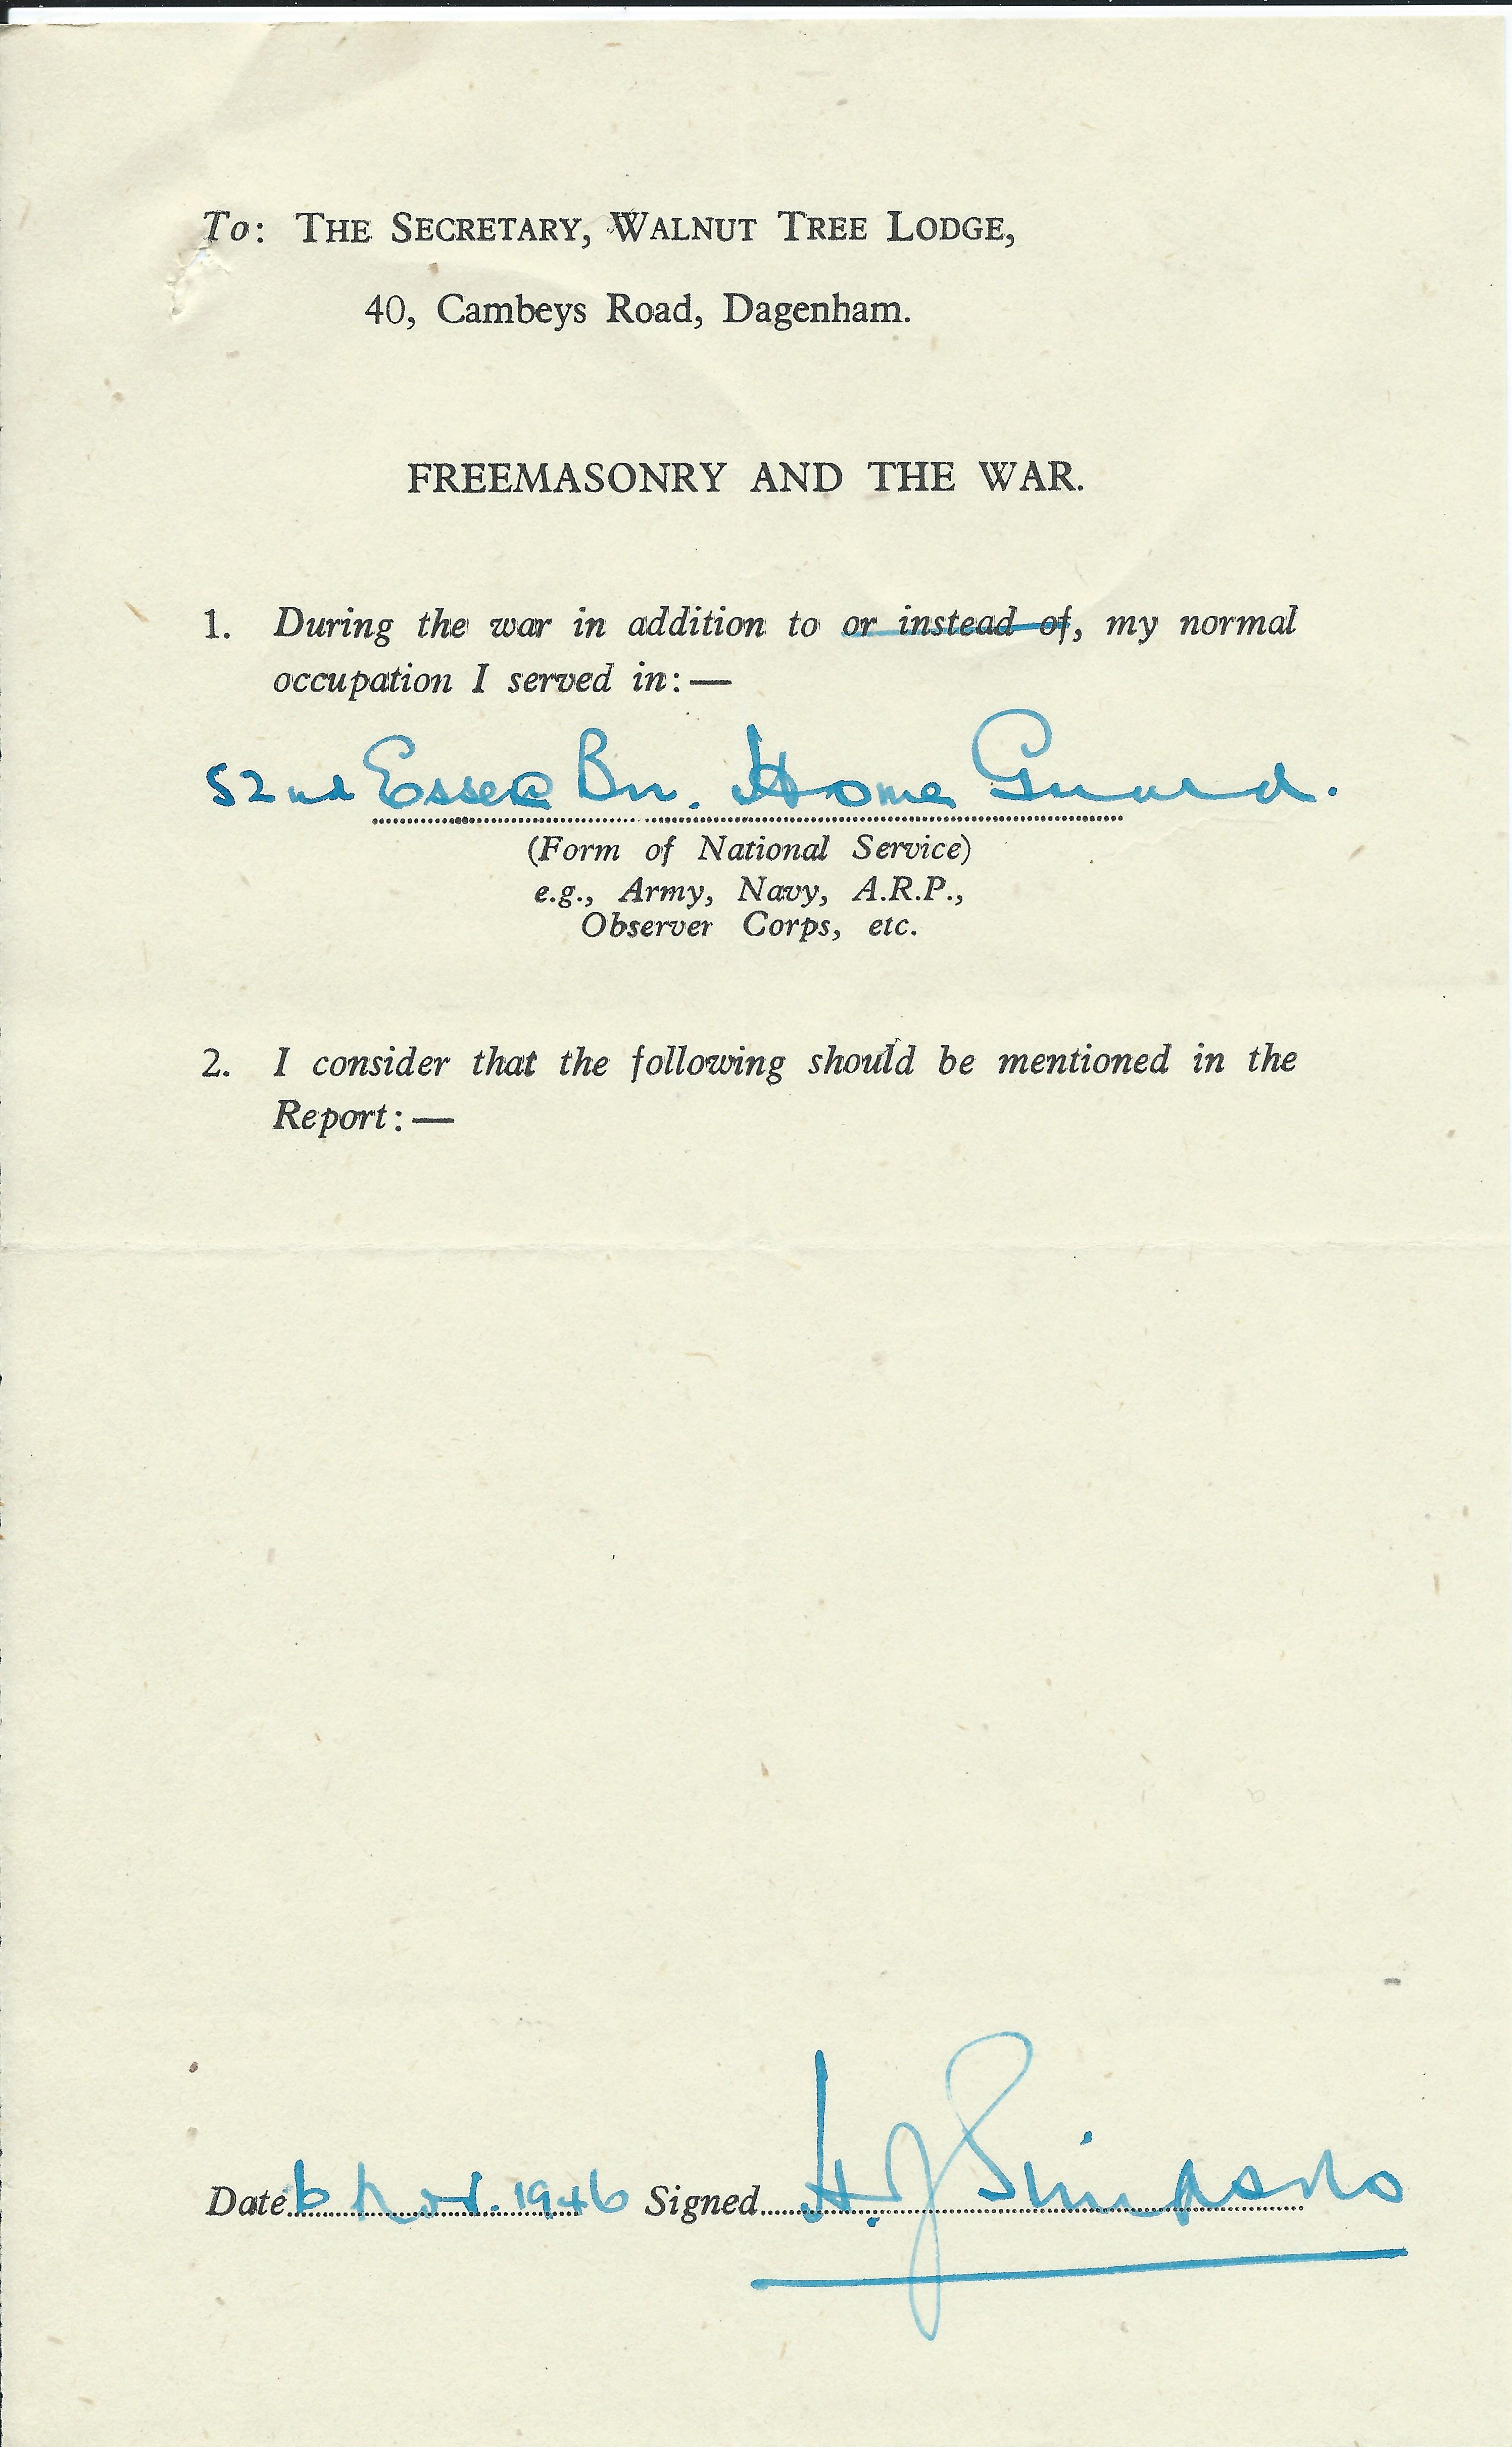 To: THE SECRETARY, WALNUT TREE LODGE,
40, Cambeys Road, Dagenham.
FREEMASONRY AND THE WAR.
1. During the war in addition to or instead of, my normal
occupation I served in:—
52nd Essex Bn. Home Guard.
(Form of National Service)
e.g., Army, Navy, A.R.P.,
Observer Corps, etc.
2. I consider that the following should be mentioned in the
Report:—
Date 6 Nov. 1946 Signed H. J.